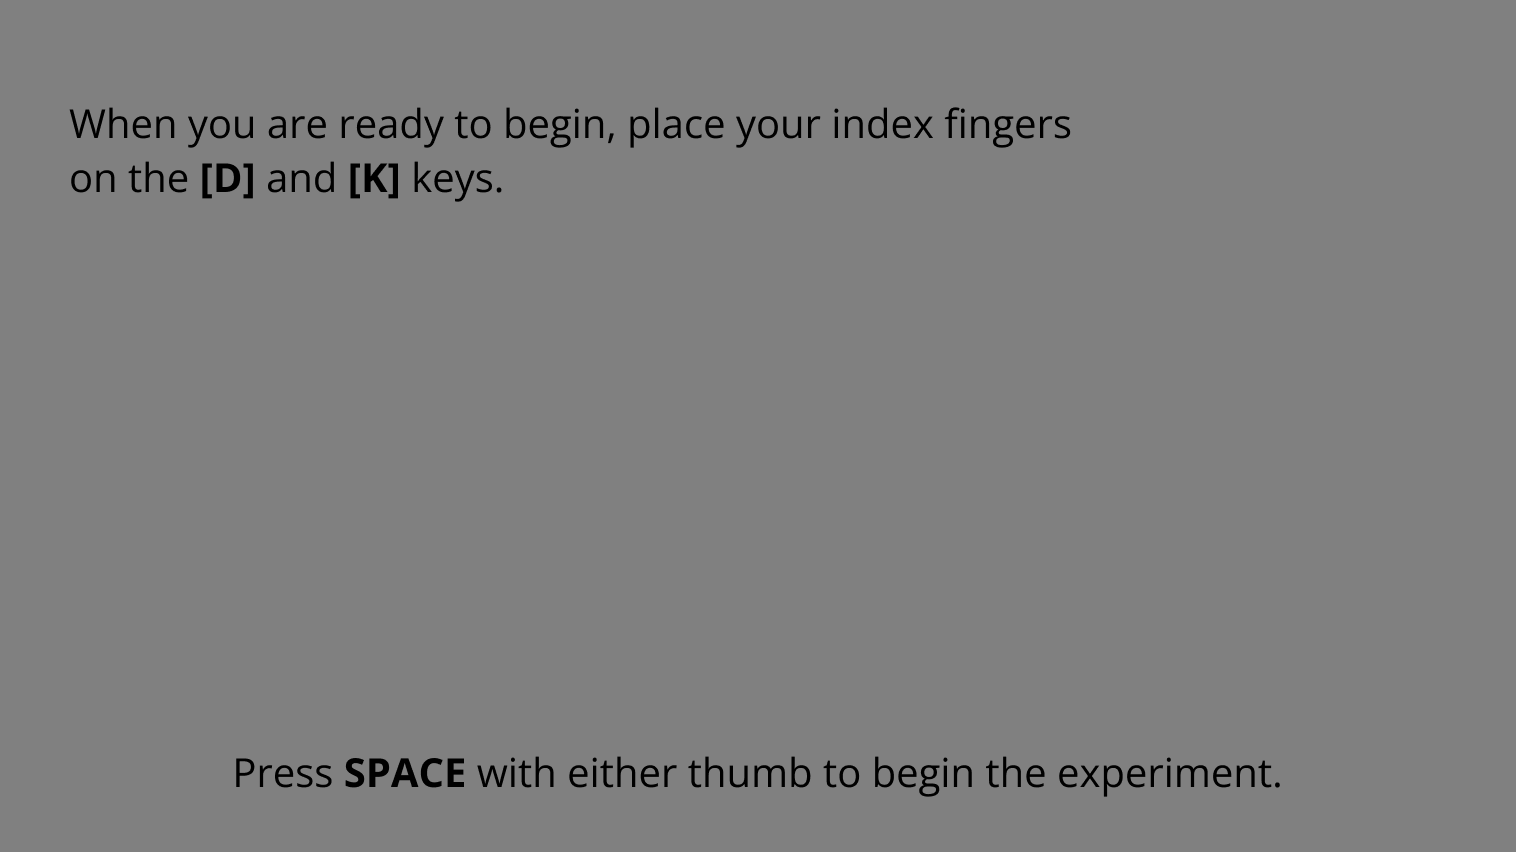 When you are ready to begin, place your index fingers
on the [D] and [K] keys.
Press SPACE with either thumb to begin the experiment.